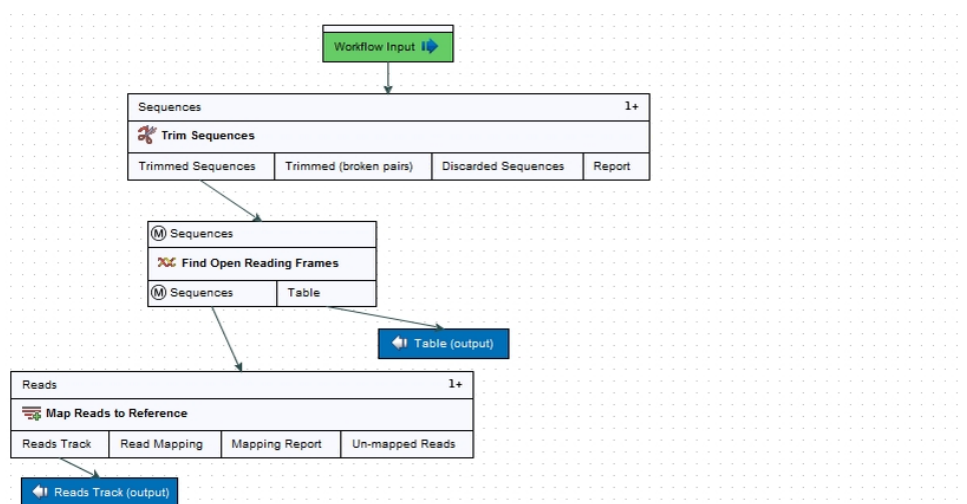 Workflow Input
Sequences 1+
Trim Sequences
Trimmed Sequences Trimmed (broken pairs) Discarded Sequences Report
M Sequences
Find Open Reading Frames
M Sequences Table
Table (output)
Reads 1+
Map Reads to Reference
Reads Track Read Mapping Mapping Report Un-mapped Reads
Reads Track (output)